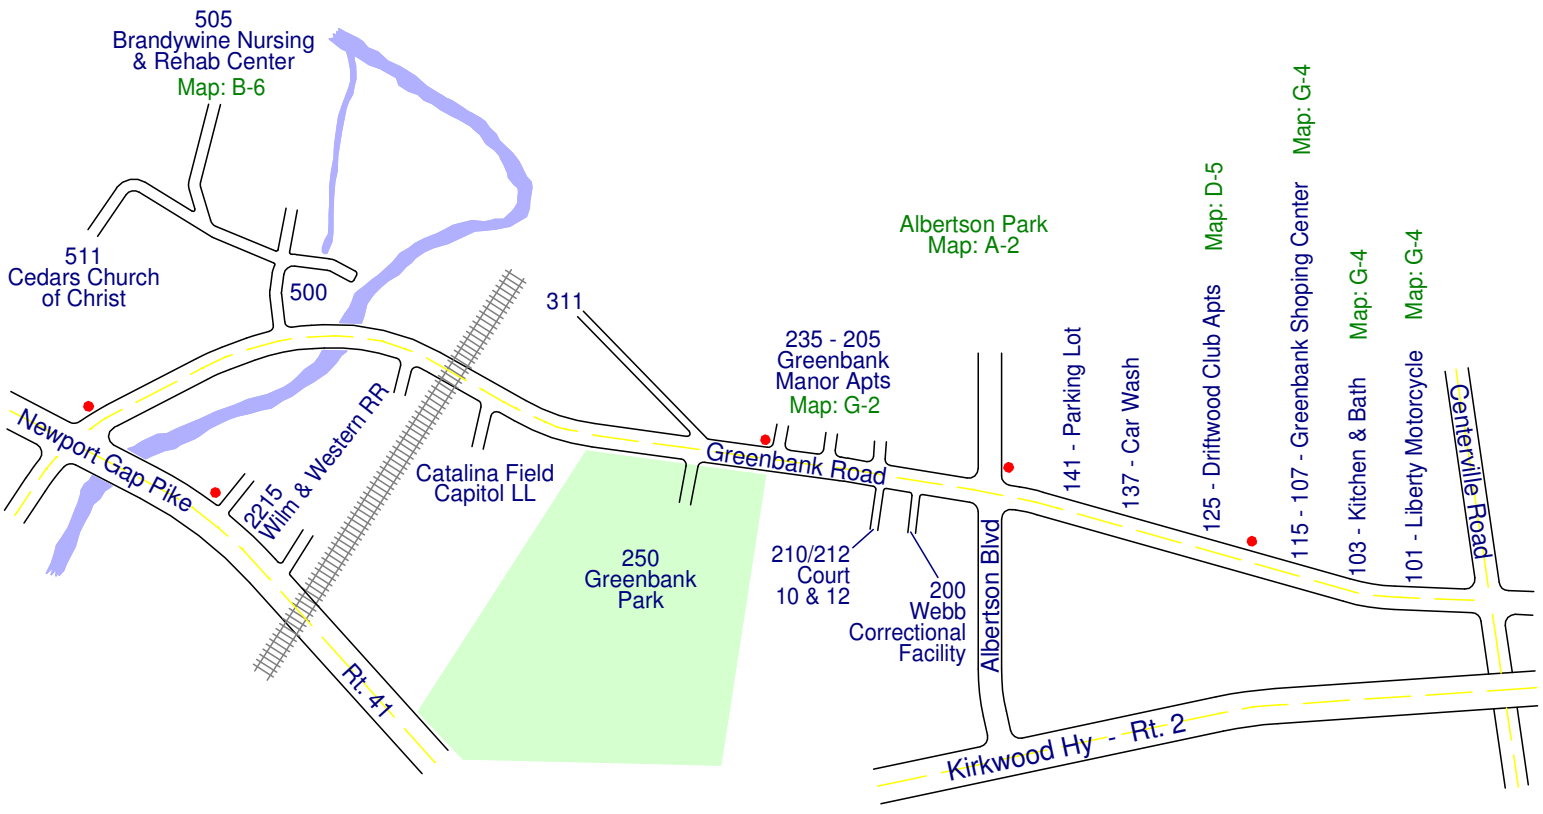 505
Brandywine Nursing
& Rehab Center
Map: B-6
511
Cedars Church
of Christ
500
311
235 - 205
Greenbank
Manor Apts
Map: G-2
Albertson Park
Map: A-2
141 - Parking Lot
137 - Car Wash
125 - Driftwood Club Apts Map: D-5
115 - 107 - Greenbank Shoping Center Map: G-4
103 - Kitchen & Bath Map: G-4
101 - Liberty Motorcycle Map: G-4
Centerville Road
Newport Gap Pike
2215
Wilm & Western RR
Catalina Field
Capitol LL
Greenbank Road
250
Greenbank
Park
210/212
Court
10 & 12
200
Webb
Correctional
Facility
Albertson Blvd
Rt. 41
Kirkwood Hy - Rt. 2